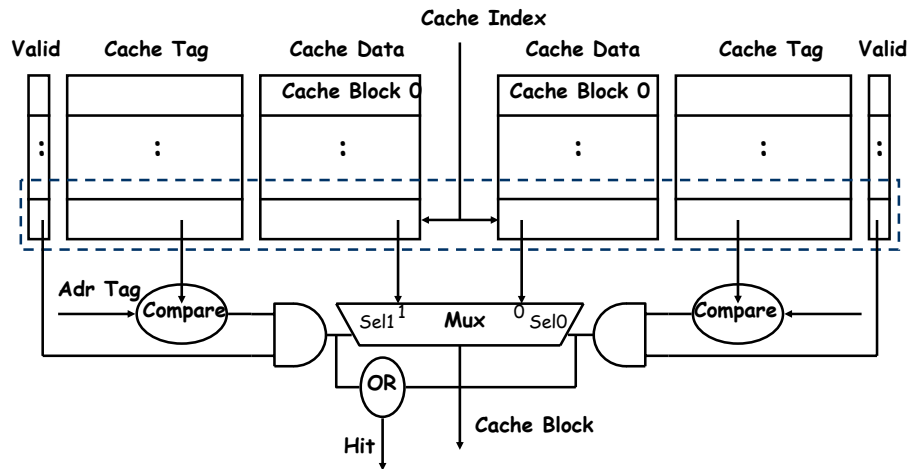 Cache Index
Valid Cache Tag Cache Data Cache Data Cache Tag Valid
Cache Block 0 Cache Block 0
: : : : : :
Adr Tag
Compare Sel1 1 Mux 0 Sel0 Compare
OR
Cache Block
Hit